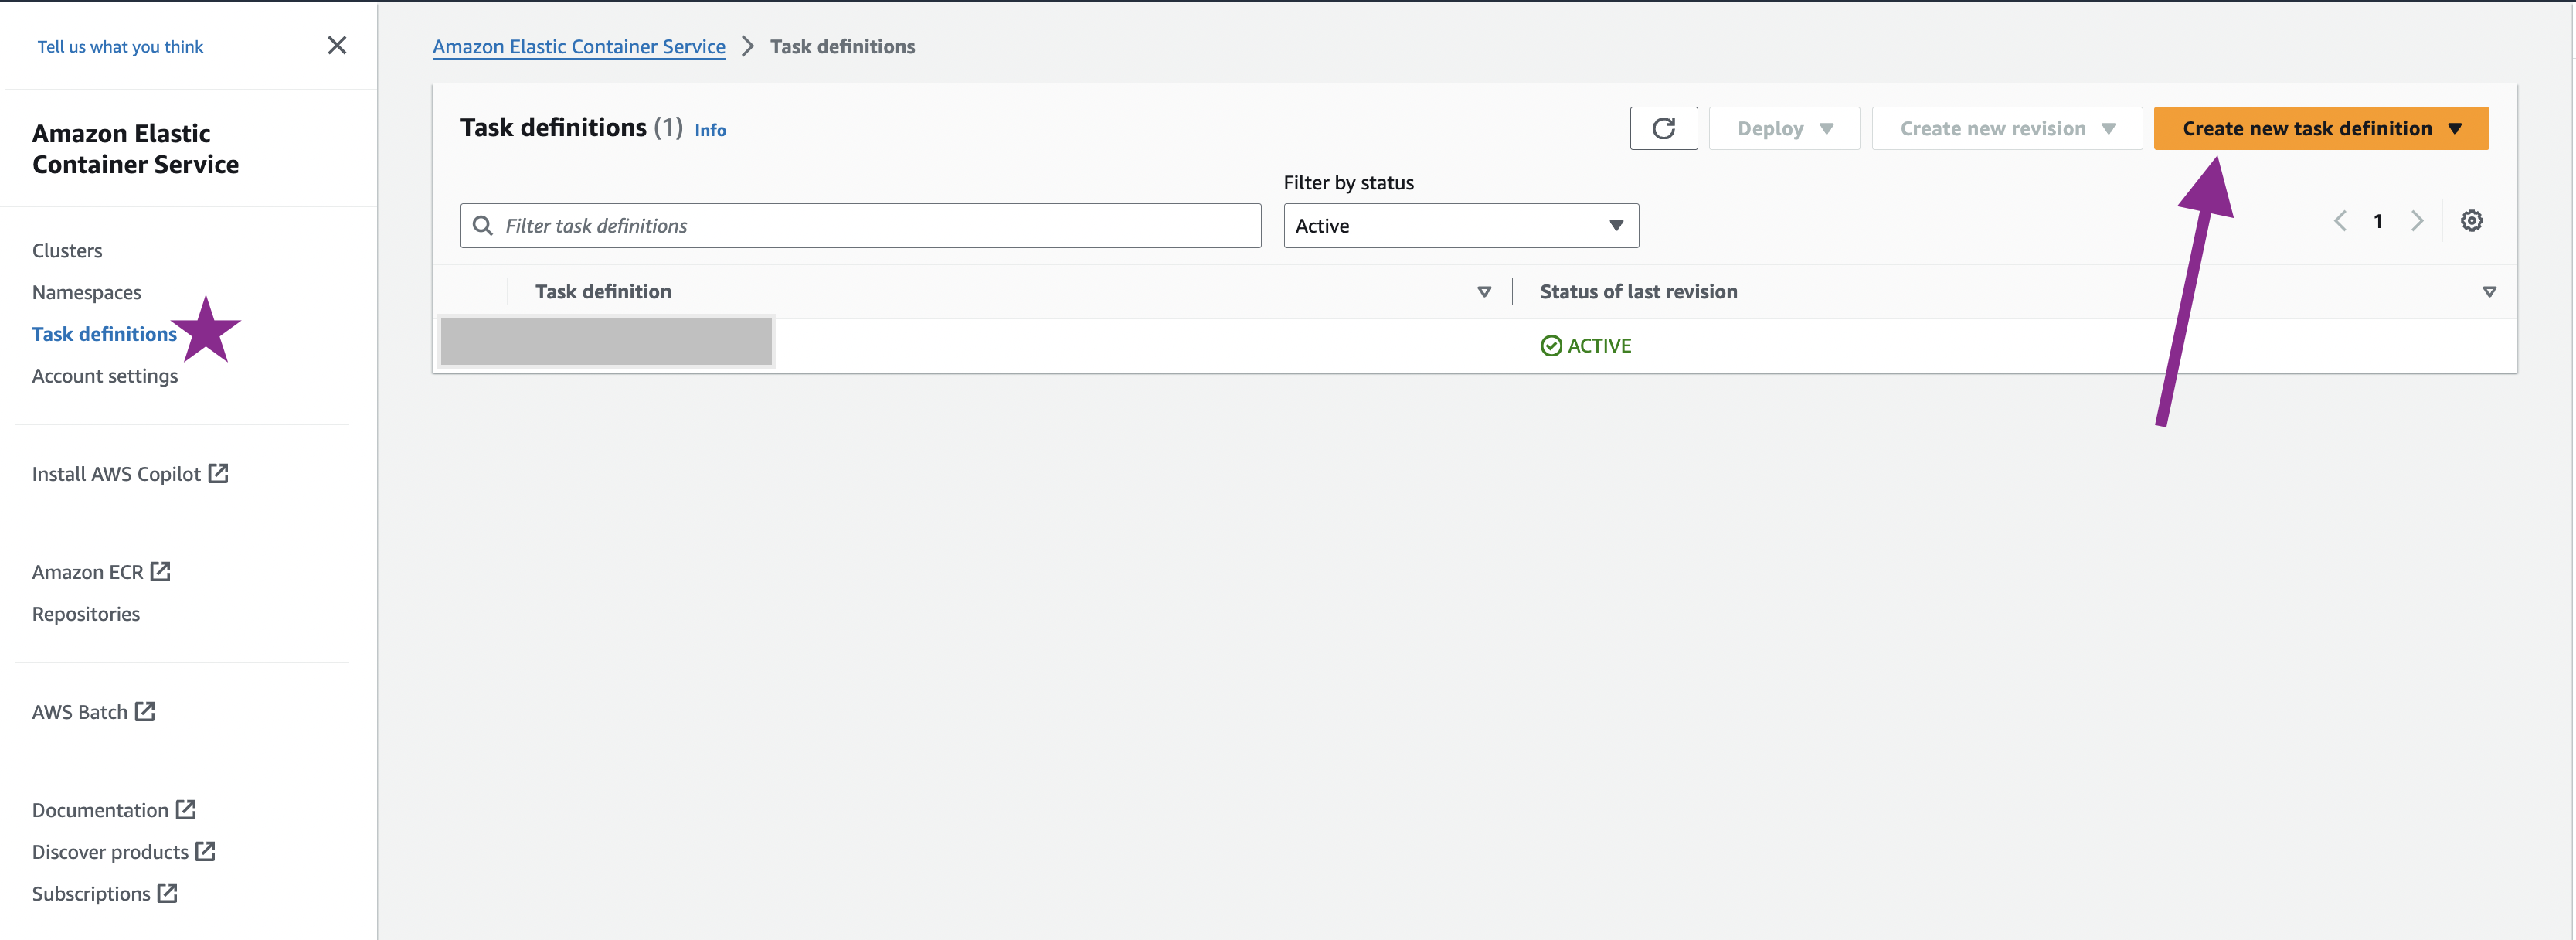 Tell us what you think
Amazon Elastic
Container Service
Clusters
Namespaces
Task definitions
Account settings
Install AWS Copilot
Amazon ECR
Repositories
AWS Batch
Documentation
Discover products
Subscriptions
Amazon Elastic Container Service > Task definitions
Task definitions (1) Info
Deploy
Create new revision
Create new task definition
Filter by status
Filter task definitions
Active
1
Task definition
Status of last revision
ACTIVE